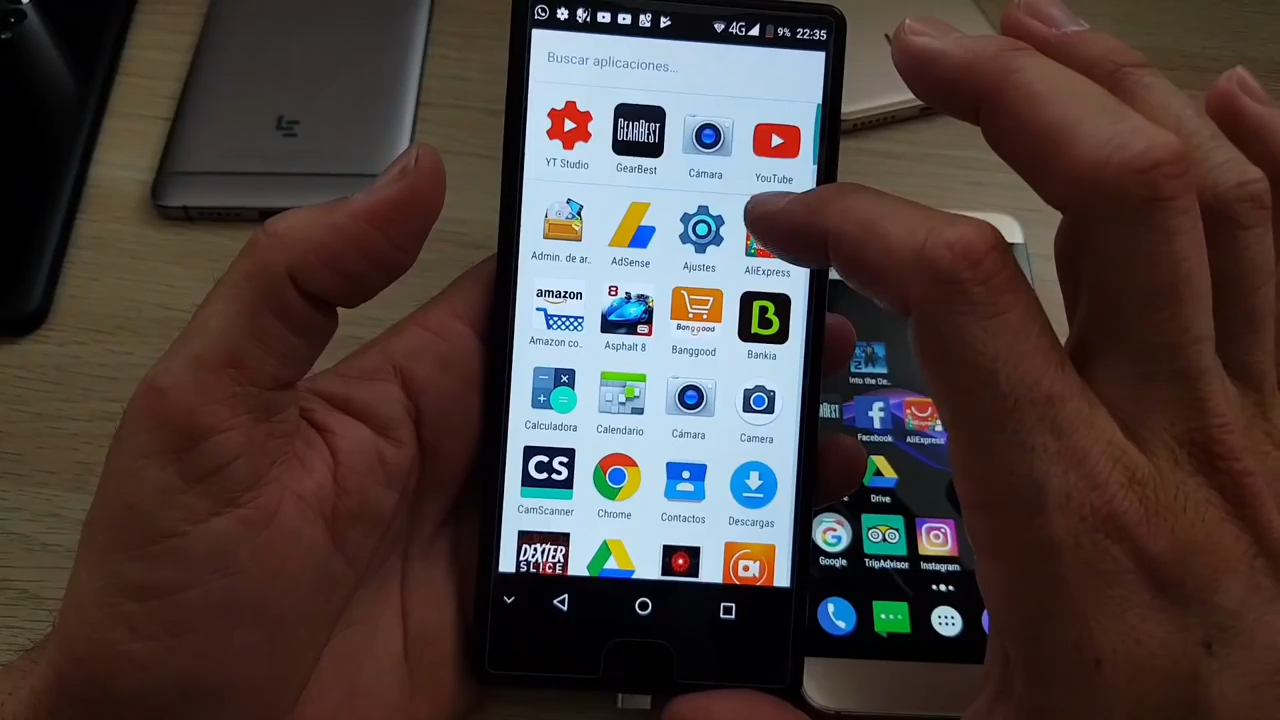 4G 9% 22:35
Buscar aplicaciones...
GEARBEST
YT Studio GearBest Cámara YouTube
Admin. de ar.. AdSense Ajustes AliExpress
amazon 8 Banggood B
Amazon co.. Asphalt 8 Banggood Bankia
Calculadora Calendario Cámara Camera
CS
CamScanner Chrome Contactos Descargas
DEXTER
SLICE
Into the De..
Facebook AliExpress
Drive
Google TripAdvisor Instagram